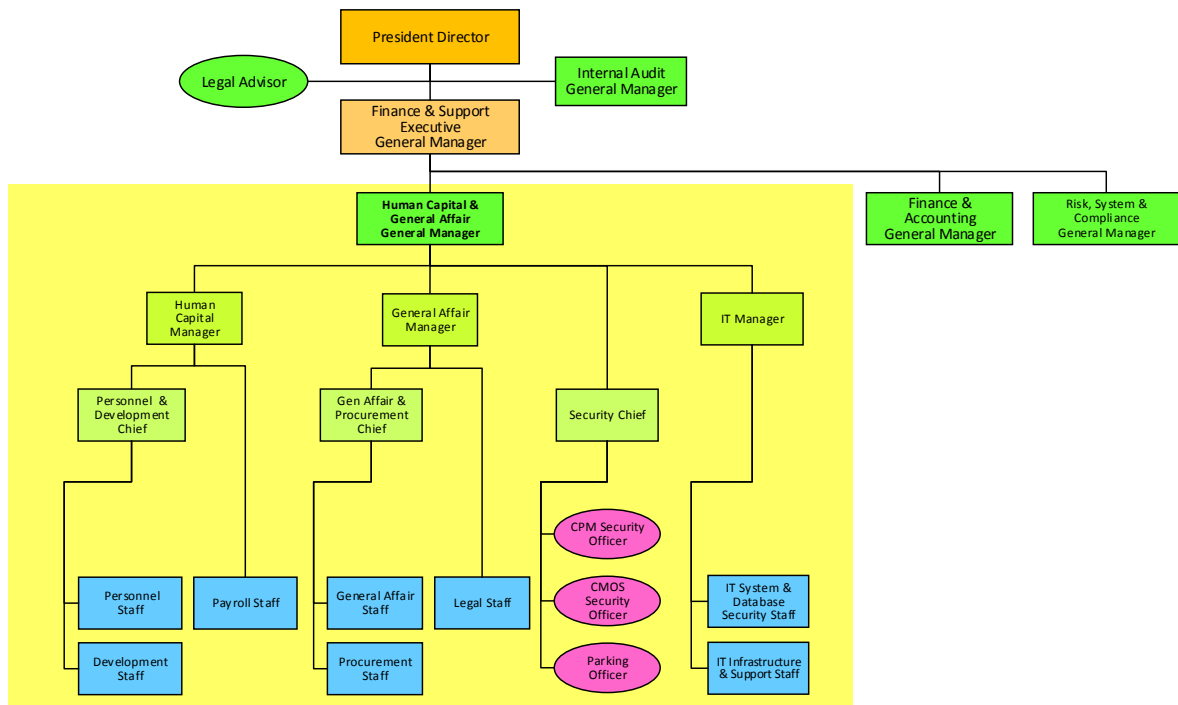 President Director
Legal Advisor
Internal Audit
General Manager
Finance & Support
Executive
General Manager
Human Capital &
General Affair
General Manager
Finance &
Accounting
General Manager
Risk, System &
Compliance
General Manager
Human
Capital
Manager
General Affair
Manager
IT Manager
Personnel &
Development
Chief
Gen Affair &
Procurement
Chief
Security Chief
CPM Security
Officer
Personnel
Staff
Payroll Staff
General Affair
Staff
Legal Staff
CMOS
Security
Officer
IT System &
Database
Security Staff
Development
Staff
Procurement
Staff
Parking
Officer
IT Infrastructure
& Support Staff